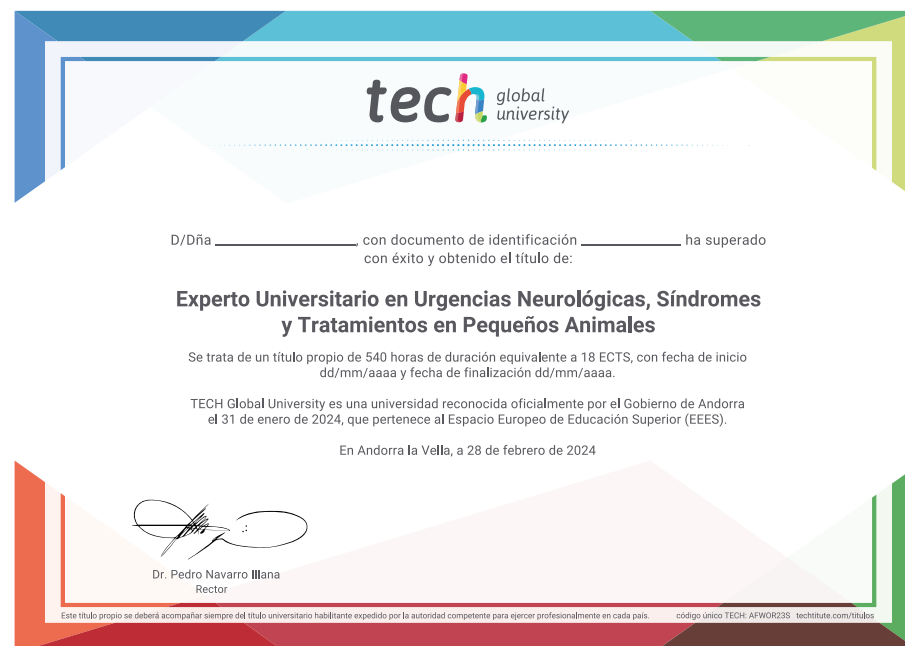 tech global university
D/Dña ____________________, con documento de identificación ______________ ha superado
con éxito y obtenido el título de:
Experto Universitario en Urgencias Neurológicas, Síndromes
y Tratamientos en Pequeños Animales
Se trata de un título propio de 540 horas de duración equivalente a 18 ECTS, con fecha de inicio
dd/mm/aaaa y fecha de finalización dd/mm/aaaa.
TECH Global University es una universidad reconocida oficialmente por el Gobierno de Andorra
el 31 de enero de 2024, que pertenece al Espacio Europeo de Educación Superior (EEES).
En Andorra la Vella, a 28 de febrero de 2024
Dr. Pedro Navarro Illana
Rector
Este título propio se deberá acompañar siempre del título universitario habilitante expedido por la autoridad competente para ejercer profesionalmente en cada país. código único TECH: AFWOR23S techtitute.com/titulos